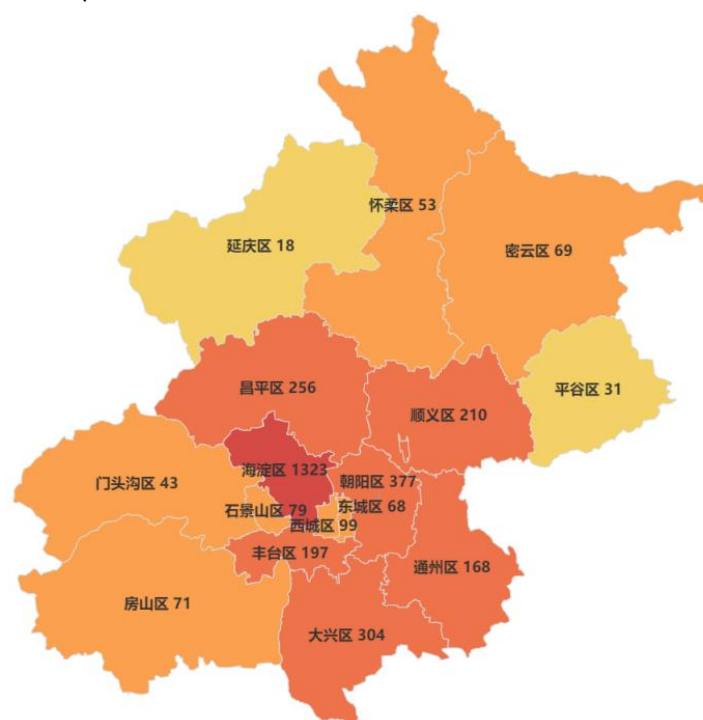 怀柔区 53
延庆区 18
密云区 69
昌平区 256
平谷区 31
顺义区 210
海淀区 1323
朝阳区 377
门头沟区 43
石景山区 79
东城区 68
西城区 99
丰台区 197
通州区 168
房山区 71
大兴区 304